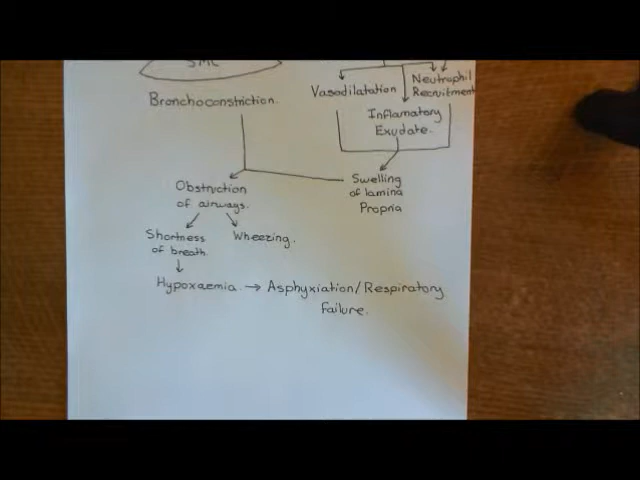 SMC
Bronchoconstriction.
Vasodilatation
Neutrophil
Recruitment
Inflamatory
Exudate.
Swelling
of lamina
Propria
Obstruction
of airways.
Shortness
of breath.
Wheezing.
Hypoxaemia → Asphyxiation/Respiratory
Failure.